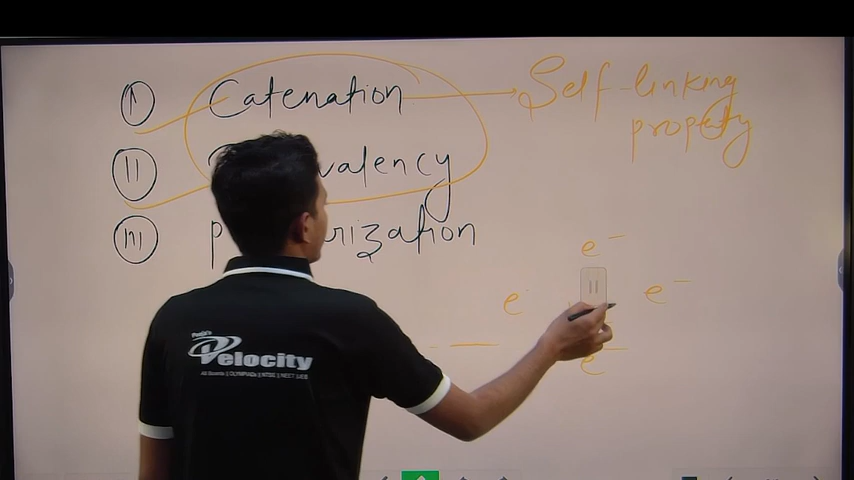 (i) Catenation → Self-linking
property
(ii) valency
(iii) rization
e⁻
e e⁻
e⁻
Velocity